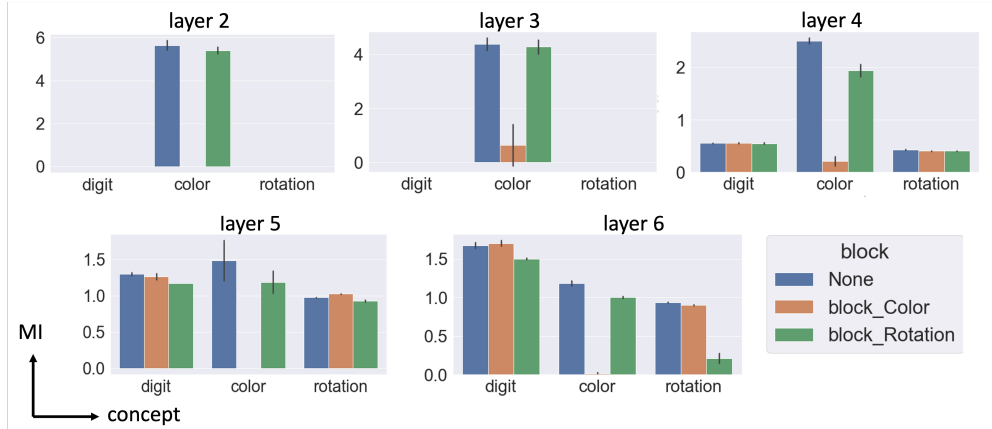 layer 2
6
4
2
0
digit color rotation
layer 3
4
2
0
digit color rotation
layer 4
2
1
0
digit color rotation
layer 5
1.5
1.0
0.5
0.0
digit color rotation
layer 6
1.5
1.0
0.5
0.0
digit color rotation
block
None
block_Color
block_Rotation
MI
concept